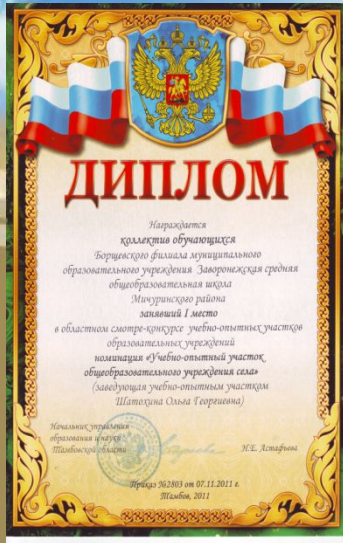 ДИПЛОМ
Награждается
коллектив обучающихся
Борщевского филиала муниципального
образовательного учреждения Заворонежская средняя
общеобразовательная школа
Мичуринского района
занявший I место
в областном смотре-конкурсе учебно-опытных участков
образовательных учреждений
номинация «Учебно-опытный участок
общеобразовательного учреждения села»
(заведующая учебно-опытным участком
Шатохина Ольга Георгиевна)
Начальник управления
образования и науки
Тамбовской области
Н.Е. Астафьева
Приказ №2803 от 07.11.2011 г.
Тамбов, 2011